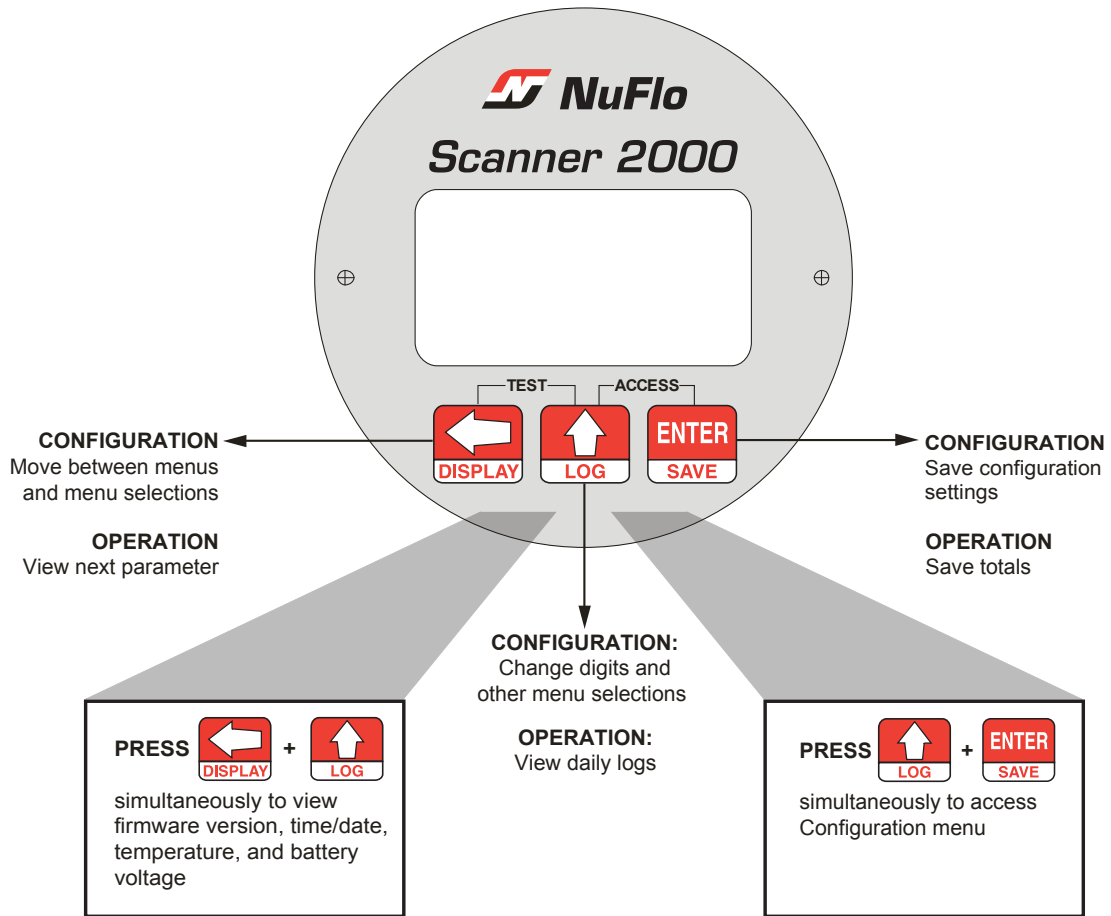 NuFlo
Scanner 2000
TEST ACCESS
DISPLAY
LOG
ENTER
SAVE
CONFIGURATION
Move between menus
and menu selections
OPERATION
View next parameter
CONFIGURATION:
Change digits and
other menu selections
OPERATION:
View daily logs
CONFIGURATION
Save configuration
settings
OPERATION
Save totals
PRESS DISPLAY + LOG
simultaneously to view
firmware version, time/date,
temperature, and battery
voltage
PRESS LOG + ENTER SAVE
simultaneously to access
Configuration menu